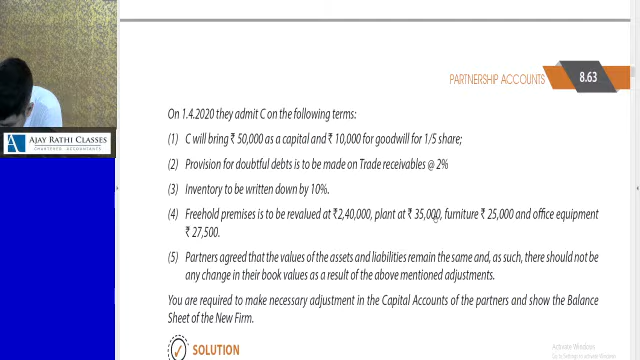 PARTNERSHIP ACCOUNTS 8.63
On 1.4.2020 they admit C on the following terms:
(1) C will bring ₹ 50,000 as a capital and ₹ 10,000 for goodwill for 1/5 share;
(2) Provision for doubtful debts is to be made on Trade receivables @ 2%
(3) Inventory to be written down by 10%.
(4) Freehold premises is to be revalued at ₹2,40,000, plant at ₹ 35,000, furniture ₹ 25,000 and office equipment
₹ 27,500.
(5) Partners agreed that the values of the assets and liabilities remain the same and, as such, there should not be
any change in their book values as a result of the above mentioned adjustments.
You are required to make necessary adjustment in the Capital Accounts of the partners and show the Balance
Sheet of the New Firm.
SOLUTION
AJAY RATHI CLASSES
CHARTERED ACCOUNTANTS
Activate Windows
Go to Settings to activate Windows.